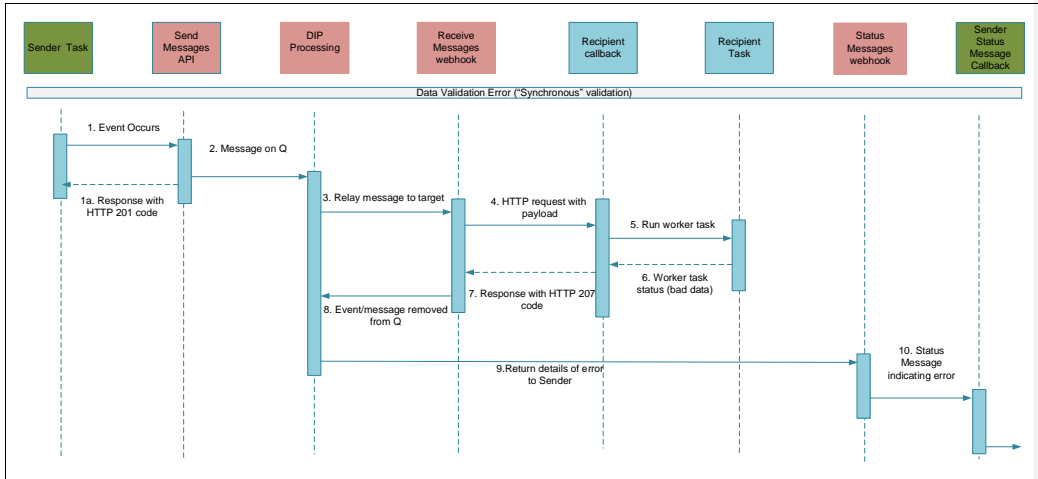 Sender Task
Send
Messages
API
DIP
Processing
Receive
Messages
webhook
Recipient
callback
Recipient
Task
Status
Messages
webhook
Sender
Status
Message
Callback
Data Validation Error (“Synchronous” validation)
1. Event Occurs
2. Message on Q
1a. Response with
HTTP 201 code
3. Relay message to target
4. HTTP request with
payload
5. Run worker task
6. Worker task
status (bad data)
7. Response with HTTP 207
code
8. Event/message removed
from Q
9.Return details of error
to Sender
10. Status
Message
indicating error